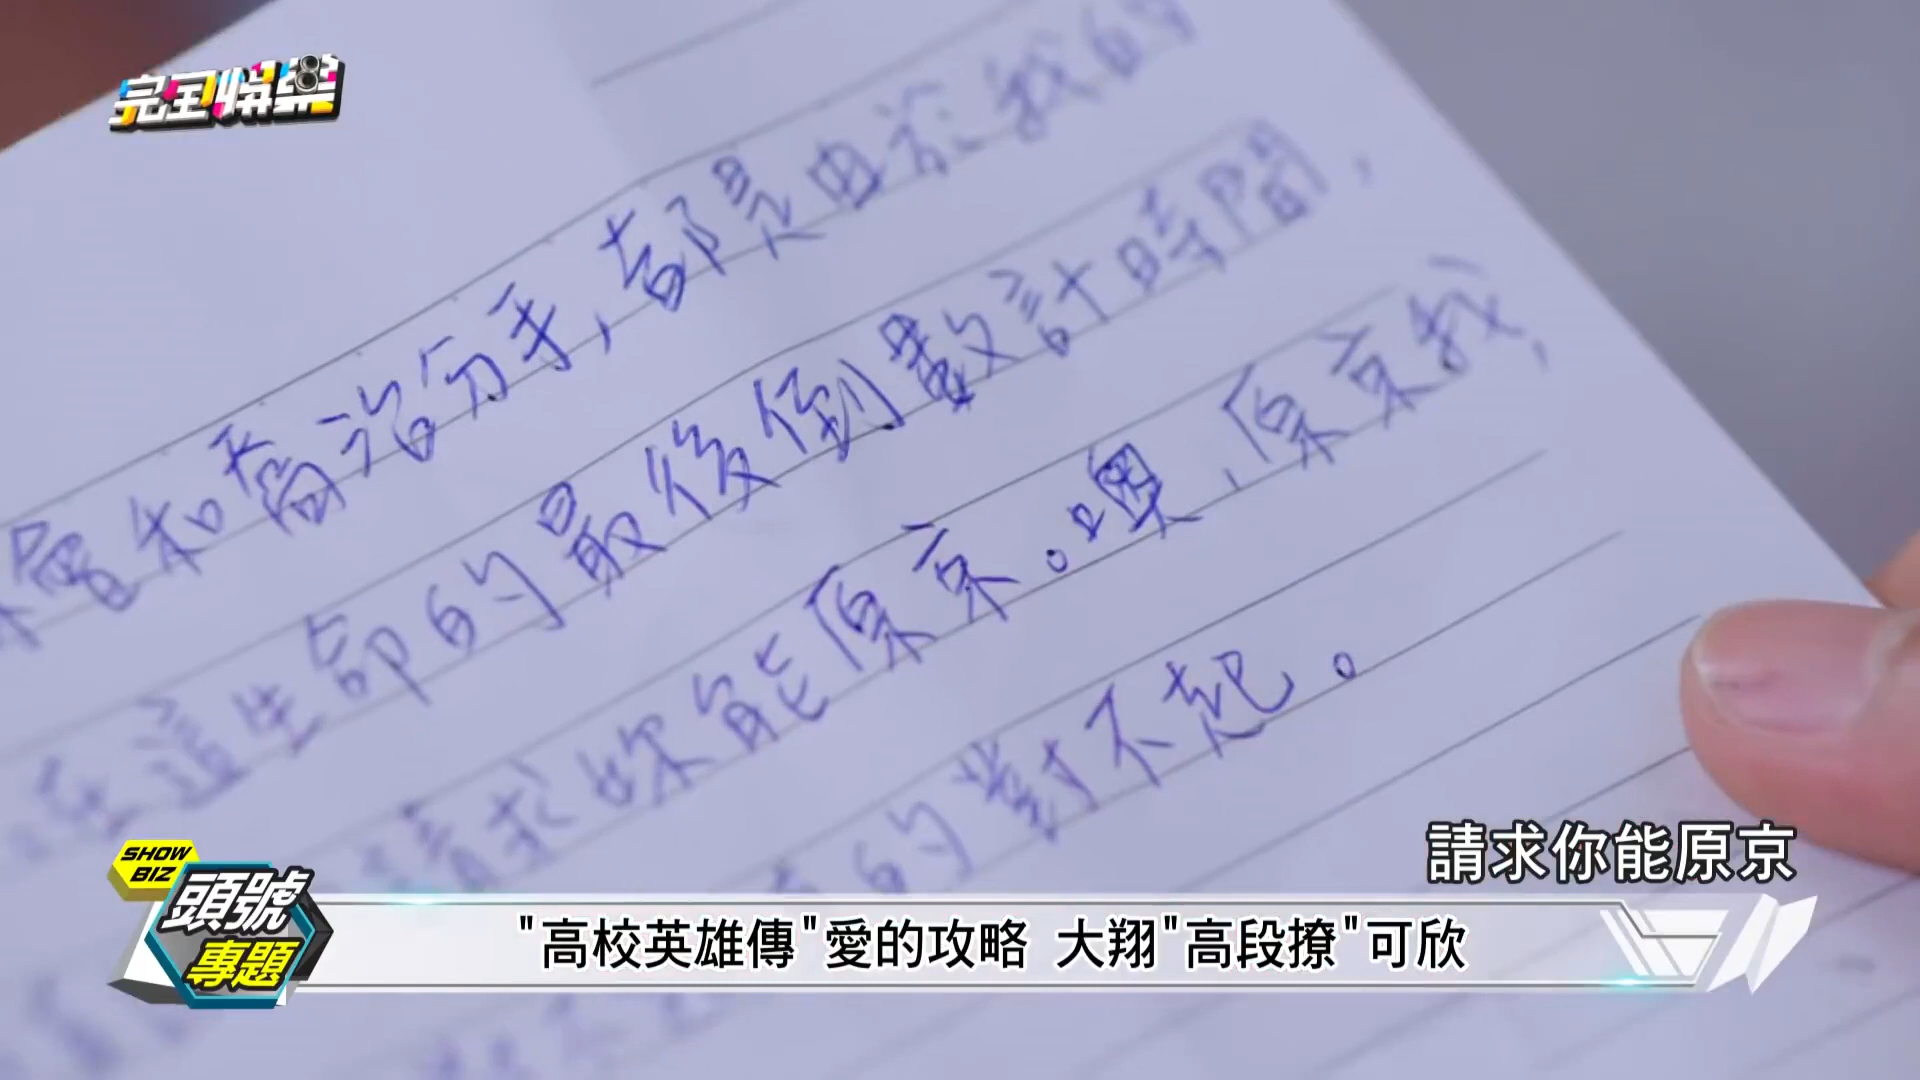 完全娛樂
會和喬治分手,都是由於我的
在這生命的最後倒數計時間,
請求妳能原京。噢,原京我,
的對不起。
請求你能原京
SHOW BIZ
頭號專題
"高校英雄傳"愛的攻略 大翔"高段撩"可欣